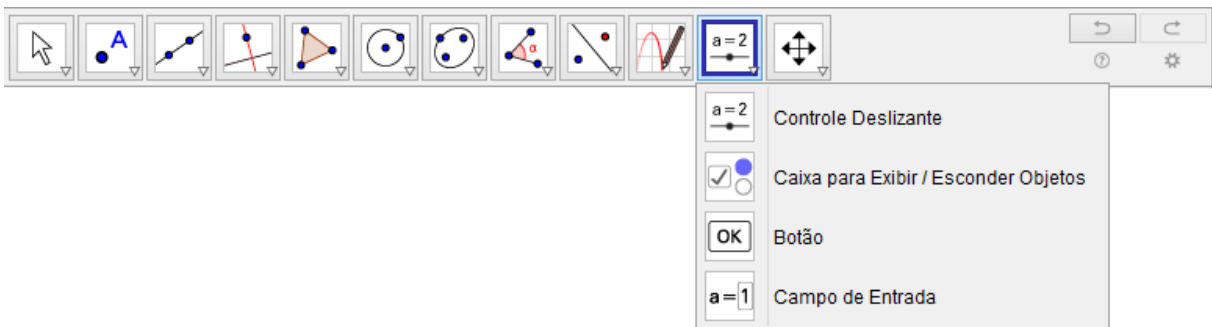 A
α
a=2
a=2
Controle Deslizante
Caixa para Exibir / Esconder Objetos
OK
Botão
a=1
Campo de Entrada